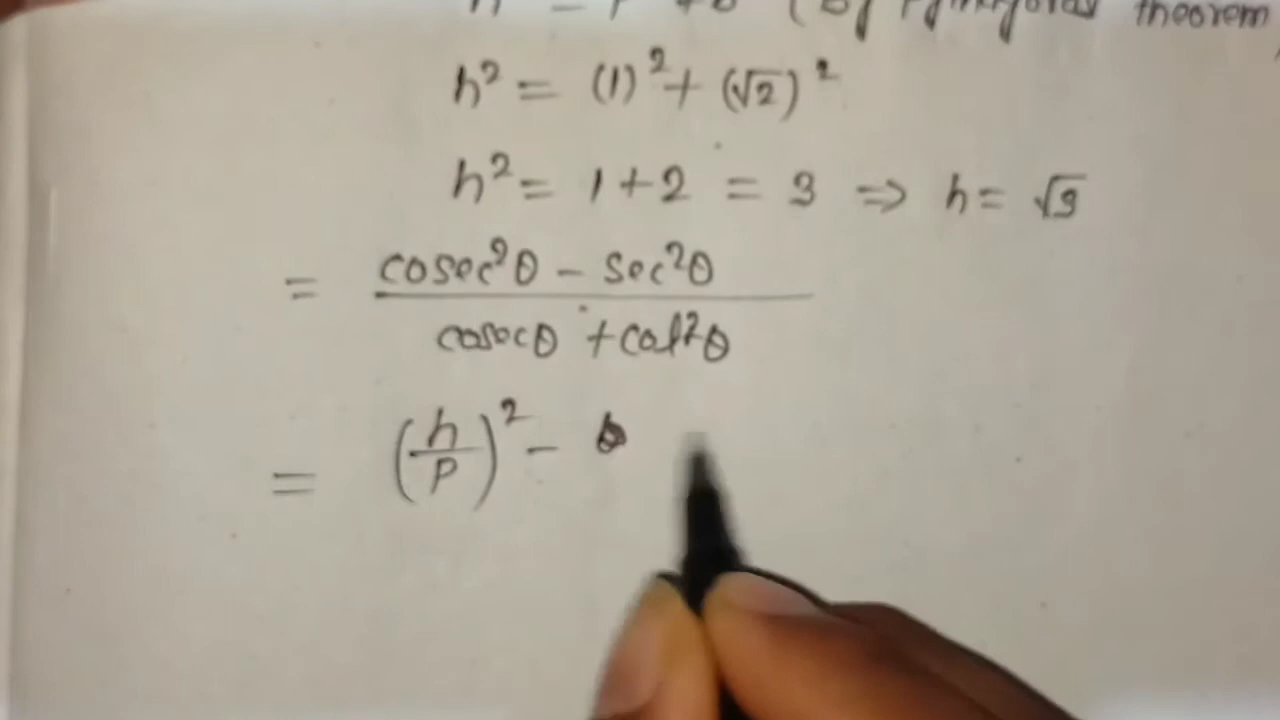 theorem
h² = (1)² + (√2)²
h² = 1 + 2 = 3 ⇒ h = √3
= cosec²θ − sec²θ
cosecθ + cot²θ
= (h/P)² −